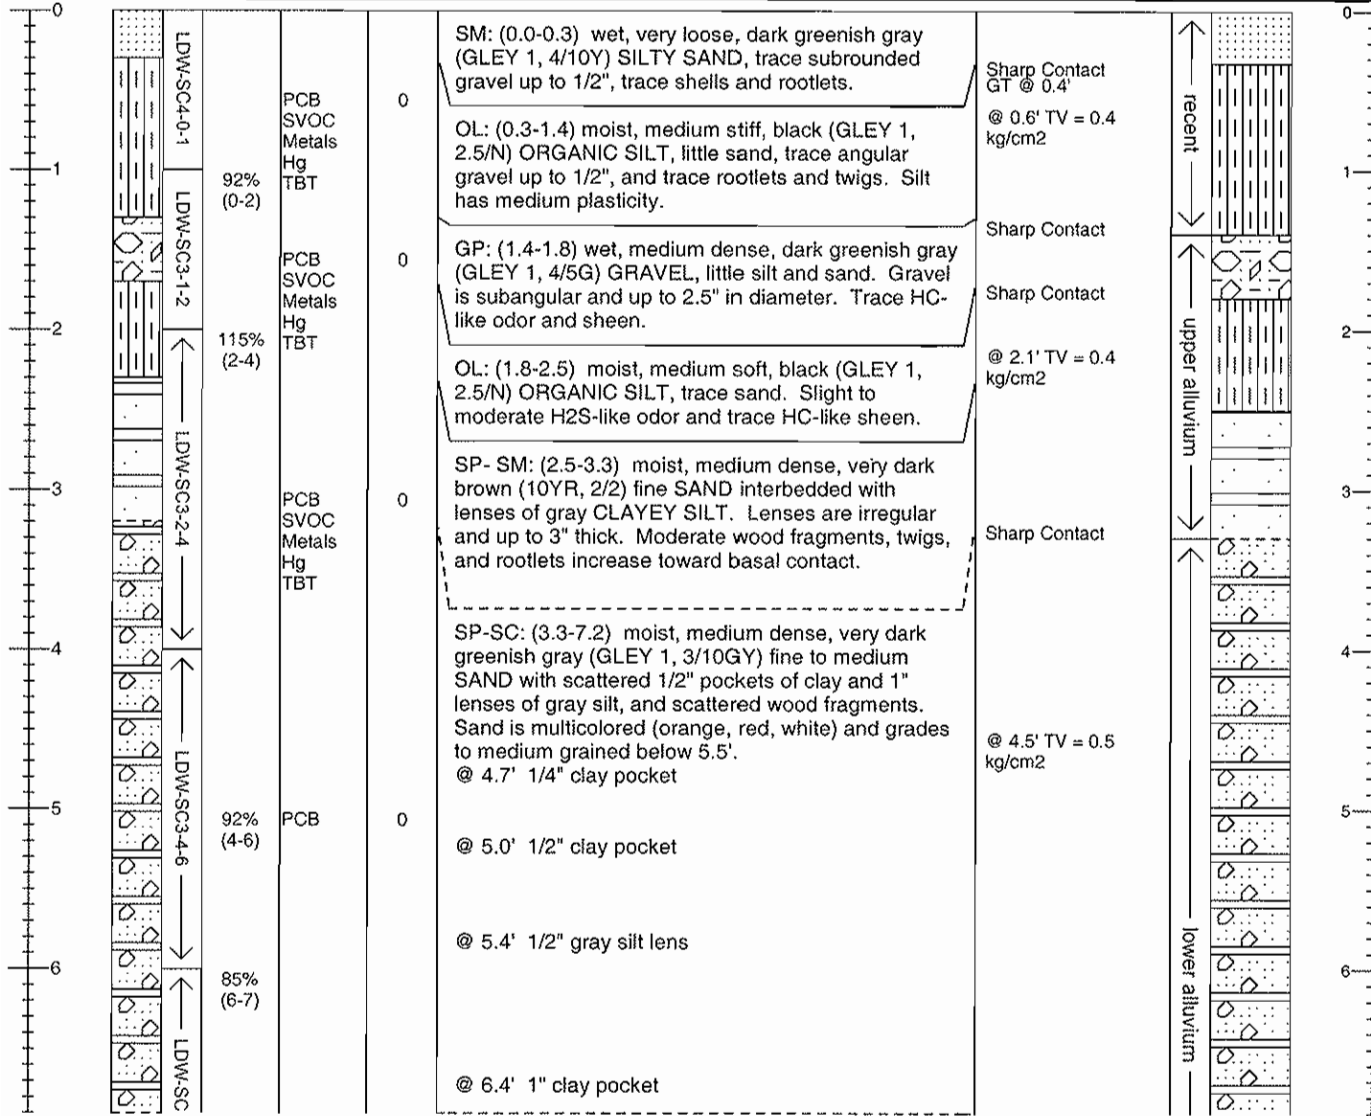 0
1
2
3
4
5
6
LDW-SC4-0-1
LDW-SC3-1-2
LDW-SC3-2-4
LDW-SC3-4-6
LDW-SC
92%
(0-2)
115%
(2-4)
92%
(4-6)
85%
(6-7)
PCB
SVOC
Metals
Hg
TBT
PCB
SVOC
Metals
Hg
TBT
PCB
SVOC
Metals
Hg
TBT
PCB
0
0
0
0
SM: (0.0-0.3) wet, very loose, dark greenish gray
(GLEY 1, 4/10Y) SILTY SAND, trace subrounded
gravel up to 1/2", trace shells and rootlets.
OL: (0.3-1.4) moist, medium stiff, black (GLEY 1,
2.5/N) ORGANIC SILT, little sand, trace angular
gravel up to 1/2", and trace rootlets and twigs. Silt
has medium plasticity.
GP: (1.4-1.8) wet, medium dense, dark greenish gray
(GLEY 1, 4/5G) GRAVEL, little silt and sand. Gravel
is subangular and up to 2.5" in diameter. Trace HC-
like odor and sheen.
OL: (1.8-2.5) moist, medium soft, black (GLEY 1,
2.5/N) ORGANIC SILT, trace sand. Slight to
moderate H2S-like odor and trace HC-like sheen.
SP- SM: (2.5-3.3) moist, medium dense, very dark
brown (10YR, 2/2) fine SAND interbedded with
lenses of gray CLAYEY SILT. Lenses are irregular
and up to 3" thick. Moderate wood fragments, twigs,
and rootlets increase toward basal contact.
SP-SC: (3.3-7.2) moist, medium dense, very dark
greenish gray (GLEY 1, 3/10GY) fine to medium
SAND with scattered 1/2" pockets of clay and 1"
lenses of gray silt, and scattered wood fragments.
Sand is multicolored (orange, red, white) and grades
to medium grained below 5.5'.
@ 4.7' 1/4" clay pocket
@ 5.0' 1/2" clay pocket
@ 5.4' 1/2" gray silt lens
@ 6.4' 1" clay pocket
Sharp Contact
GT @ 0.4'
@ 0.6' TV = 0.4
kg/cm2
Sharp Contact
Sharp Contact
@ 2.1' TV = 0.4
kg/cm2
Sharp Contact
@ 4.5' TV = 0.5
kg/cm2
recent
upper alluvium
lower alluvium
0
1
2
3
4
5
6